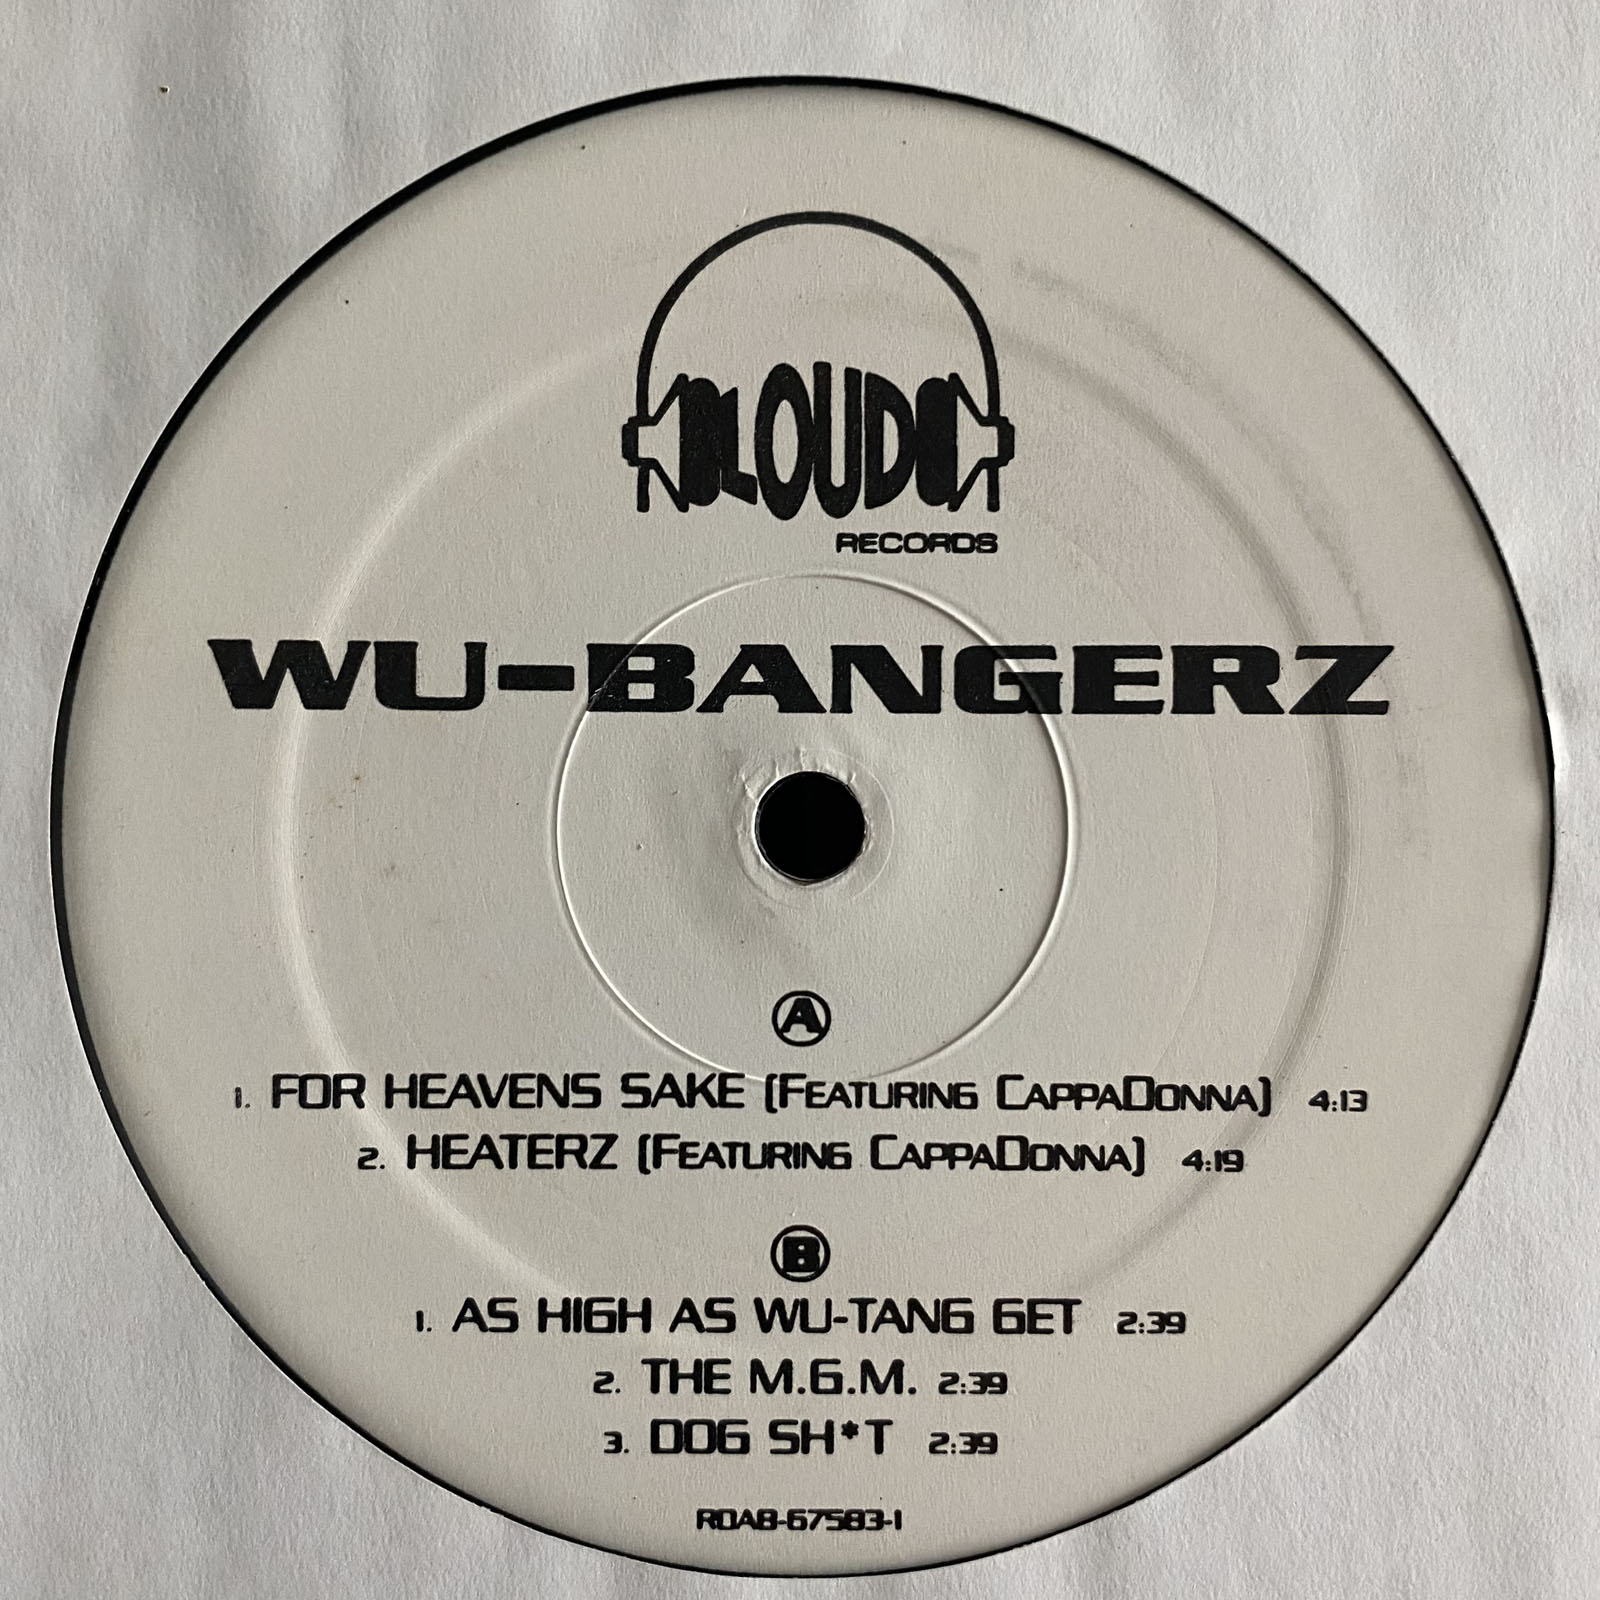 LOUD
RECORDS
WU-BANGERZ
A
1. FOR HEAVENS SAKE (FEATURING CAPPADONNA) 4:13
2. HEATERZ (FEATURING CAPPADONNA) 4:19
B
1. AS HIGH AS WU-TANG GET 2:39
2. THE M.G.M. 2:39
3. DOG SH*T 2:39
RDAB-67583-1